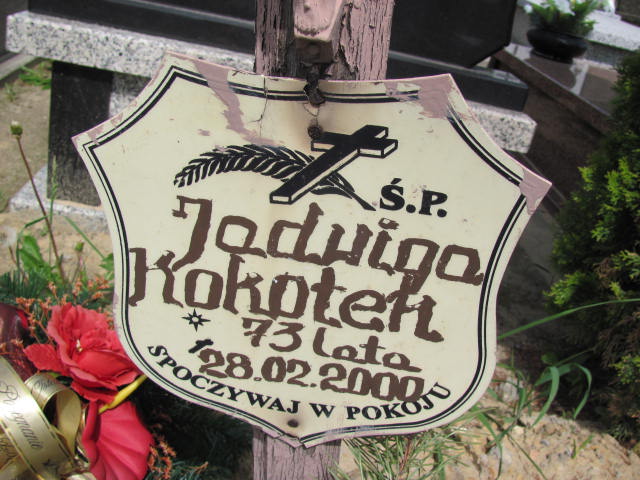 Ś.P.
Jadwiga
Kokotek
73 lata
28.02.2000
SPOCZYWAJ W POKOJU